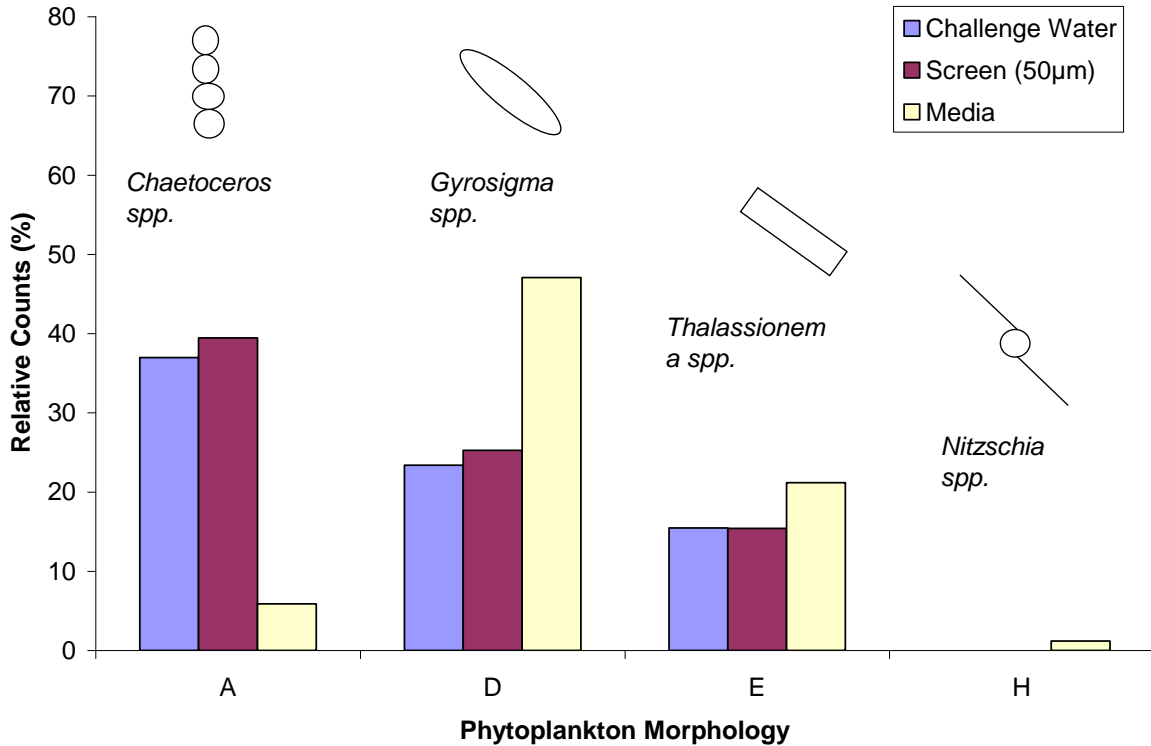 80
70
60
50
40
30
20
10
0
Relative Counts (%)
Challenge Water
Screen (50µm)
Media
Chaetoceros
spp.
Gyrosigma
spp.
Thalassionem
a spp.
Nitzschia
spp.
A
D
E
H
Phytoplankton Morphology